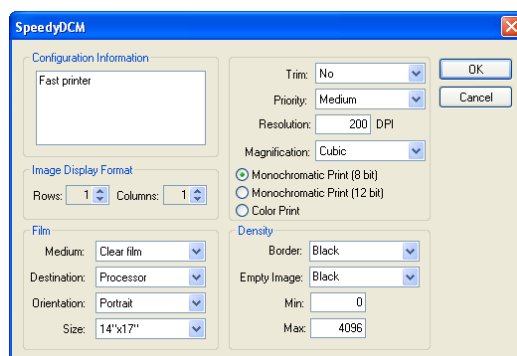 SpeedyDCM
Configuration Information
Fast printer
Image Display Format
Rows: 1 Columns: 1
Film
Medium: Clear film
Destination: Processor
Orientation: Portrait
Size: 14"x17"
Trim: No
Priority: Medium
Resolution: 200 DPI
Magnification: Cubic
Monochromatic Print (8 bit)
Monochromatic Print (12 bit)
Color Print
Density
Border: Black
Empty Image: Black
Min: 0
Max: 4096
OK
Cancel